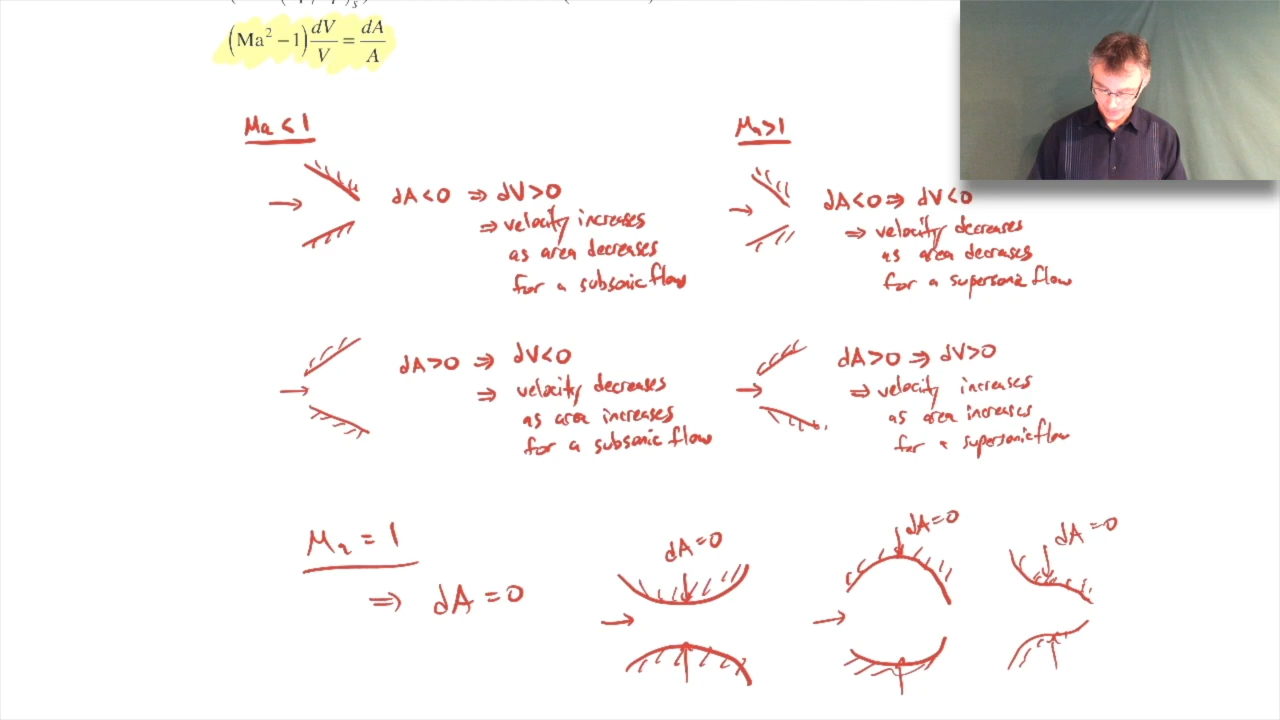 (Ma² − 1) dV/V = dA/A
Ma < 1
dA < 0 ⇒ dV > 0
⇒ velocity increases
as area decreases
for a subsonic flow
dA > 0 ⇒ dV < 0
⇒ velocity decreases
as area increases
for a subsonic flow
Ma > 1
dA < 0 ⇒ dV < 0
⇒ velocity decreases
as area decreases
for a supersonic flow
dA > 0 ⇒ dV > 0
⇒ velocity increases
as area increases
for a supersonic flow
Ma = 1
⇒ dA = 0
dA = 0
dA = 0
dA = 0